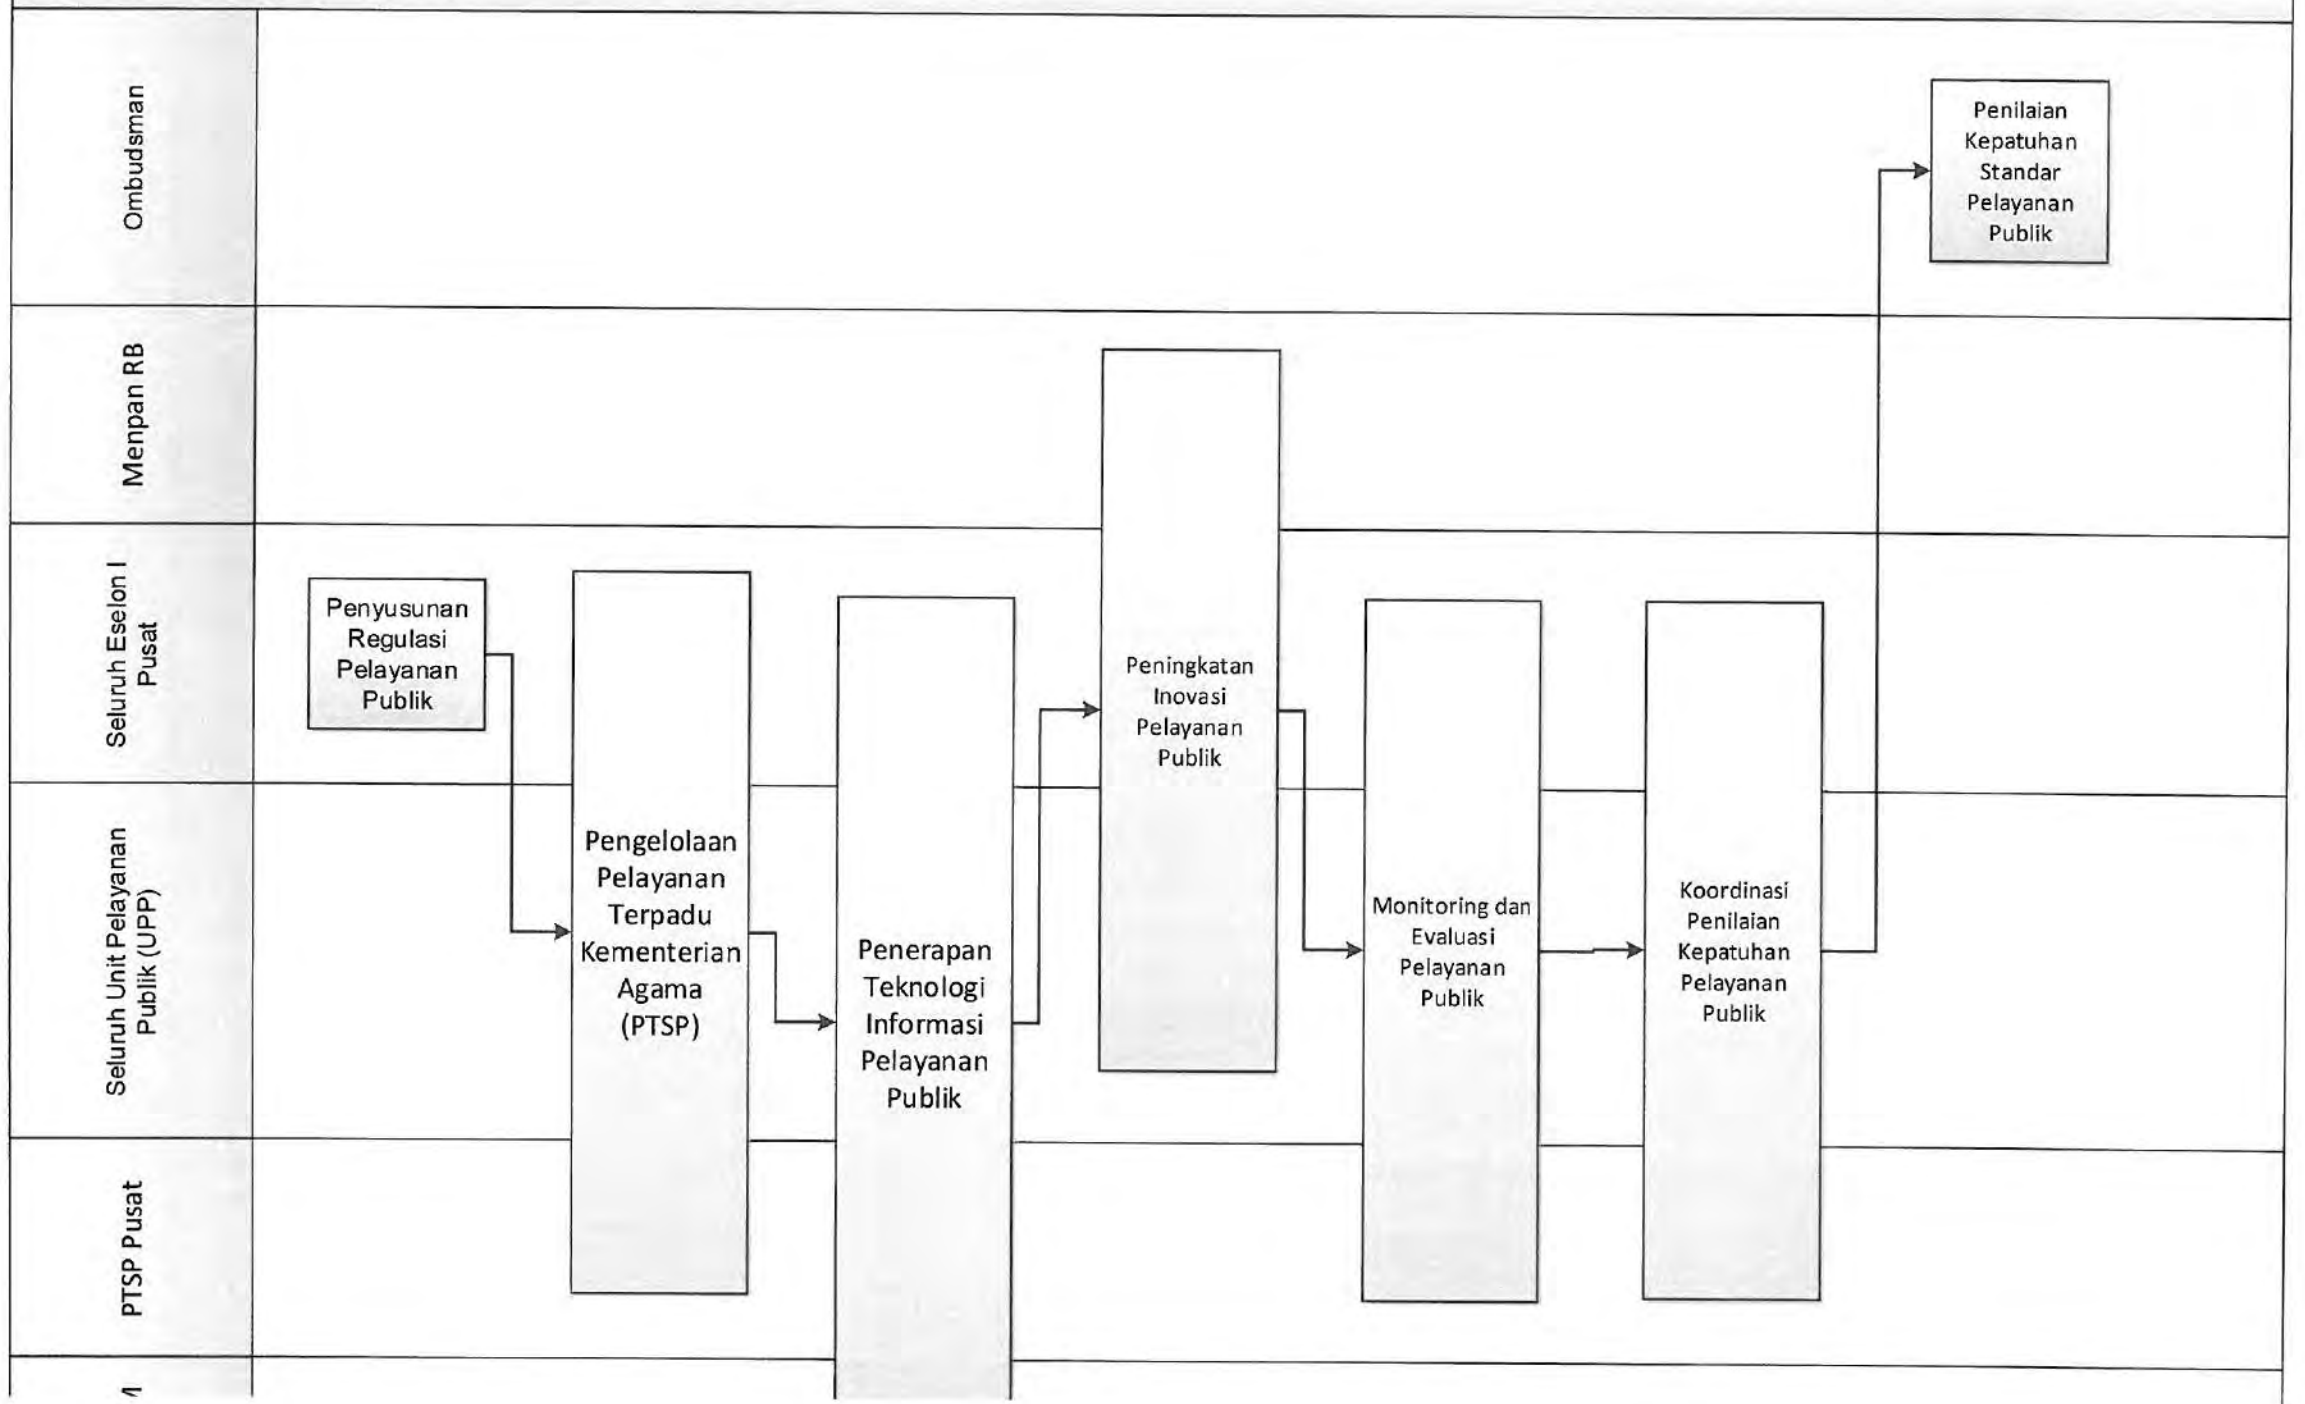 Ombudsman
Penilaian
Kepatuhan
Standar
Pelayanan
Publik
Menpan RB
Seluruh Eselon I
Pusat
Penyusunan
Regulasi
Pelayanan
Publik
Peningkatan
Inovasi
Pelayanan
Publik
Seluruh Unit Pelayanan
Publik (UPP)
Pengelolaan
Pelayanan
Terpadu
Kementerian
Agama
(PTSP)
Penerapan
Teknologi
Informasi
Pelayanan
Publik
Monitoring dan
Evaluasi
Pelayanan
Publik
Koordinasi
Penilaian
Kepatuhan
Pelayanan
Publik
PTSP Pusat